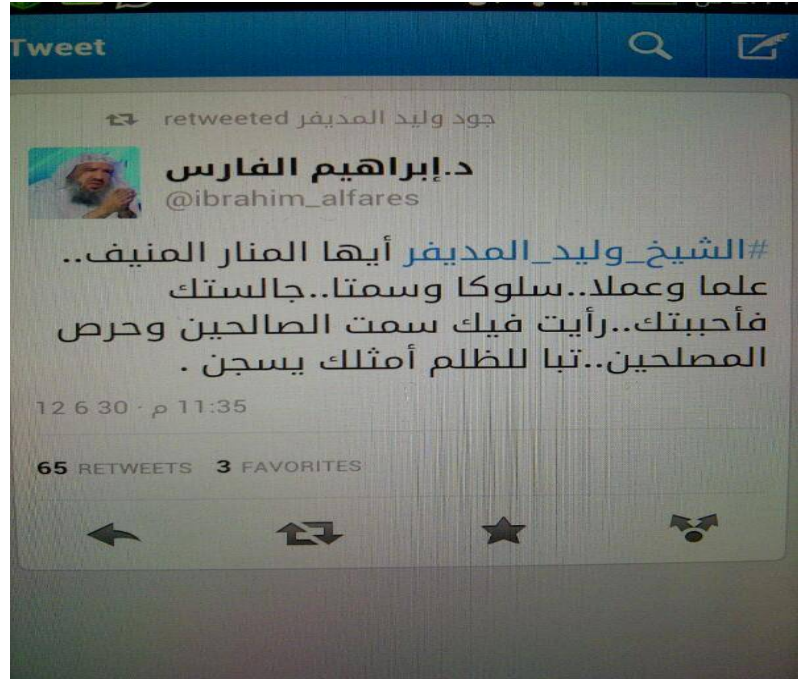 Tweet
جود وليد المديفر retweeted
د.إبراهيم الفارس
@ibrahim_alfares
#الشيخ_وليد_المديفر أيها المنار المنيف..
علما وعملا..سلوكا وسمتا..جالستك
فأحببتك..رأيت فيك سمت الصالحين وحرص
المصلحين..تبا للظلم أمثلك يسجن .
11:35 م · 30 6 12
65 RETWEETS 3 FAVORITES